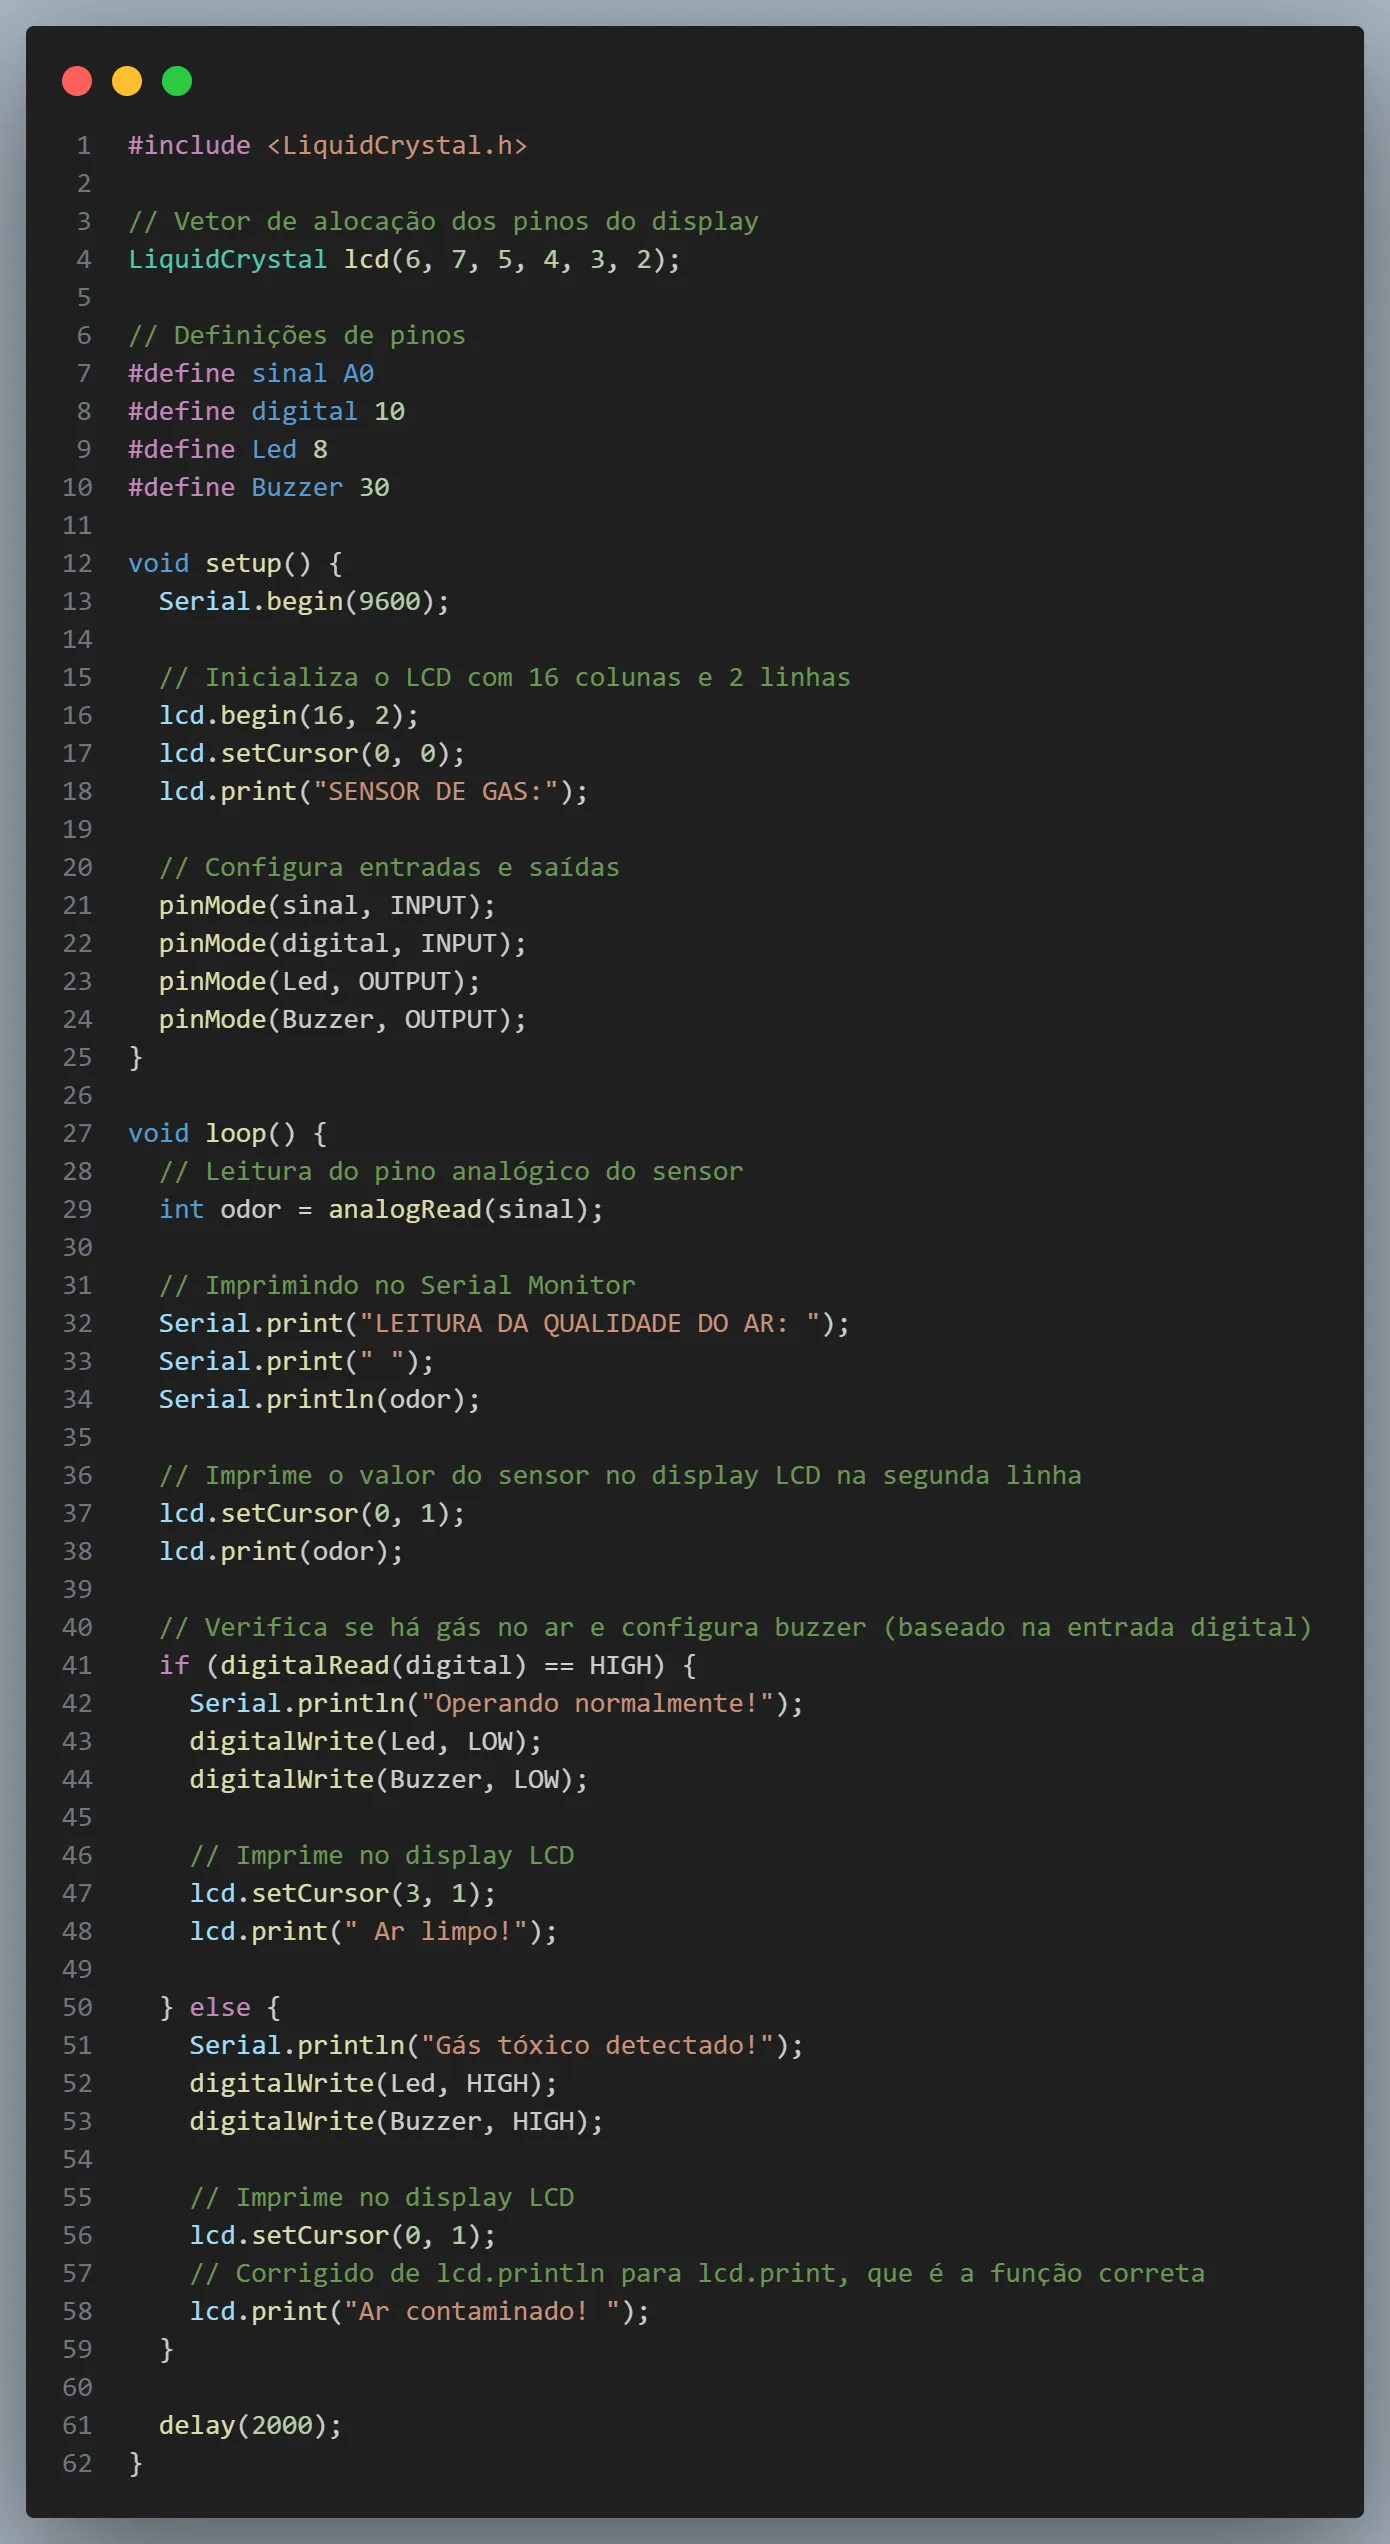 1 #include <LiquidCrystal.h>
2
3 // Vetor de alocação dos pinos do display
4 LiquidCrystal lcd(6, 7, 5, 4, 3, 2);
5
6 // Definições de pinos
7 #define sinal A0
8 #define digital 10
9 #define Led 8
10 #define Buzzer 30
11
12 void setup() {
13   Serial.begin(9600);
14
15   // Inicializa o LCD com 16 colunas e 2 linhas
16   lcd.begin(16, 2);
17   lcd.setCursor(0, 0);
18   lcd.print("SENSOR DE GAS:");
19
20   // Configura entradas e saídas
21   pinMode(sinal, INPUT);
22   pinMode(digital, INPUT);
23   pinMode(Led, OUTPUT);
24   pinMode(Buzzer, OUTPUT);
25 }
26
27 void loop() {
28   // Leitura do pino analógico do sensor
29   int odor = analogRead(sinal);
30
31   // Imprimindo no Serial Monitor
32   Serial.print("LEITURA DA QUALIDADE DO AR: ");
33   Serial.print(" ");
34   Serial.println(odor);
35
36   // Imprime o valor do sensor no display LCD na segunda linha
37   lcd.setCursor(0, 1);
38   lcd.print(odor);
39
40   // Verifica se há gás no ar e configura buzzer (baseado na entrada digital)
41   if (digitalRead(digital) == HIGH) {
42     Serial.println("Operando normalmente!");
43     digitalWrite(Led, LOW);
44     digitalWrite(Buzzer, LOW);
45
46     // Imprime no display LCD
47     lcd.setCursor(3, 1);
48     lcd.print(" Ar limpo!");
49
50   } else {
51     Serial.println("Gás tóxico detectado!");
52     digitalWrite(Led, HIGH);
53     digitalWrite(Buzzer, HIGH);
54
55     // Imprime no display LCD
56     lcd.setCursor(0, 1);
57     // Corrigido de lcd.println para lcd.print, que é a função correta
58     lcd.print("Ar contaminado! ");
59   }
60
61   delay(2000);
62 }